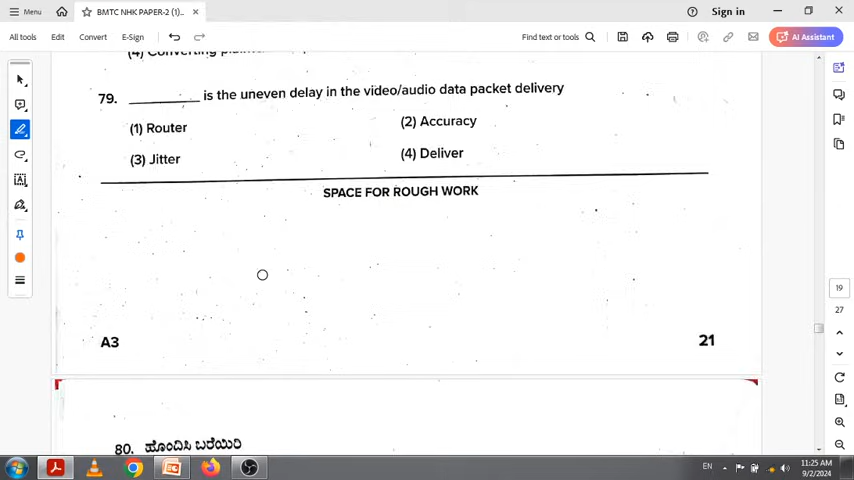 Menu
BMTC NHK PAPER-2 (1)...
Sign in
All tools Edit Convert E-Sign
Find text or tools
AI Assistant
79. ________ is the uneven delay in the video/audio data packet delivery
(1) Router
(2) Accuracy
(3) Jitter
(4) Deliver
SPACE FOR ROUGH WORK
A3
21
80. ಹೊಂದಿಸಿ ಬರೆಯಿರಿ
19
27
EN
11:25 AM
9/2/2024